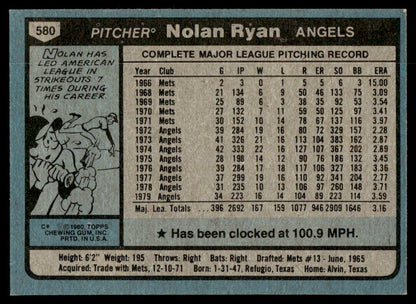 580
PITCHER Nolan Ryan ANGELS
NOLAN HAS
LED AMERICAN
LEAGUE IN
STRIKEOUTS 7
TIMES DURING
HIS CAREER.
C*
©1980, TOPPS
CHEWING GUM, INC.
PRTD. IN U.S.A.
COMPLETE MAJOR LEAGUE PITCHING RECORD
Year Club G IP W L R ER SO BB ERA
1966 Mets 2 3 0 1 5 5 6 3 15.00
1968 Mets 21 134 6 9 50 46 133 75 3.09
1969 Mets 25 89 6 3 38 35 92 53 3.54
1970 Mets 27 132 7 11 59 50 125 97 3.41
1971 Mets 30 152 10 14 78 67 137 116 3.97
1972 Angels 39 284 19 16 80 72 329 157 2.28
1973 Angels 41 326 21 16 113 104 383 162 2.87
1974 Angels 42 333 22 16 127 107 367 202 2.89
1975 Angels 28 198 14 12 90 76 186 132 3.45
1976 Angels 39 284 17 18 117 106 327 183 3.36
1977 Angels 37 299 19 16 110 92 341 204 2.77
1978 Angels 31 235 10 13 106 97 260 148 3.71
1979 Angels 34 223 16 14 104 89 223 114 3.59
Maj. Lea. Totals 396 2692 167 159 1077 949 2909 1646 3.16
★ Has been clocked at 100.9 MPH.
Height: 6'2" Weight: 195 Throws: Right Bats: Right Drafted: Mets #13 - June, 1965
Acquired: Trade with Mets, 12-10-71 Born: 1-31-47, Refugio, Texas Home: Alvin, Texas